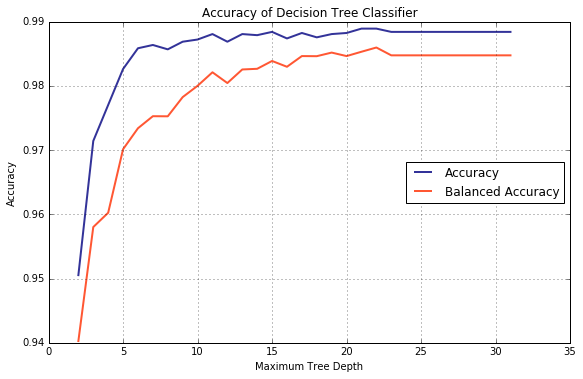 Accuracy of Decision Tree Classifier
0.99
0.98
0.97
0.96
0.95
0.94
Accuracy
Accuracy
Balanced Accuracy
0 5 10 15 20 25 30 35
Maximum Tree Depth